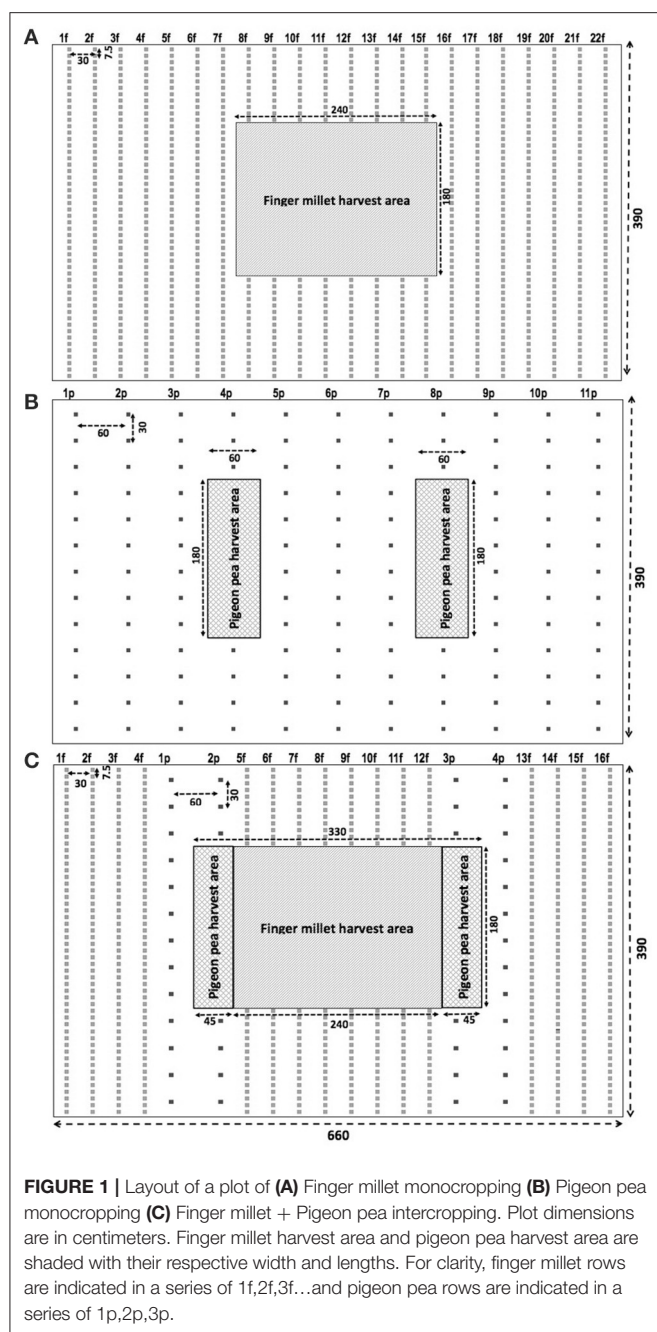 A
1f 2f 3f 4f 5f 6f 7f 8f 9f 10f 11f 12f 13f 14f 15f 16f 17f 18f 19f 20f 21f 22f
30
7.5
240
Finger millet harvest area
180
390
B
1p 2p 3p 4p 5p 6p 7p 8p 9p 10p 11p
60
30
60
60
180
Pigeon pea harvest area
Pigeon pea harvest area
180
390
C
1f 2f 3f 4f 1p 2p 5f 6f 7f 8f 9f 10f 11f 12f 3p 4p 13f 14f 15f 16f
30
7.5
60
30
330
Pigeon pea harvest area
Finger millet harvest area
Pigeon pea harvest area
180
390
45
240
45
660
FIGURE 1 | Layout of a plot of (A) Finger millet monocropping (B) Pigeon pea
monocropping (C) Finger millet + Pigeon pea intercropping. Plot dimensions
are in centimeters. Finger millet harvest area and pigeon pea harvest area are
shaded with their respective width and lengths. For clarity, finger millet rows
are indicated in a series of 1f,2f,3f...and pigeon pea rows are indicated in a
series of 1p,2p,3p.